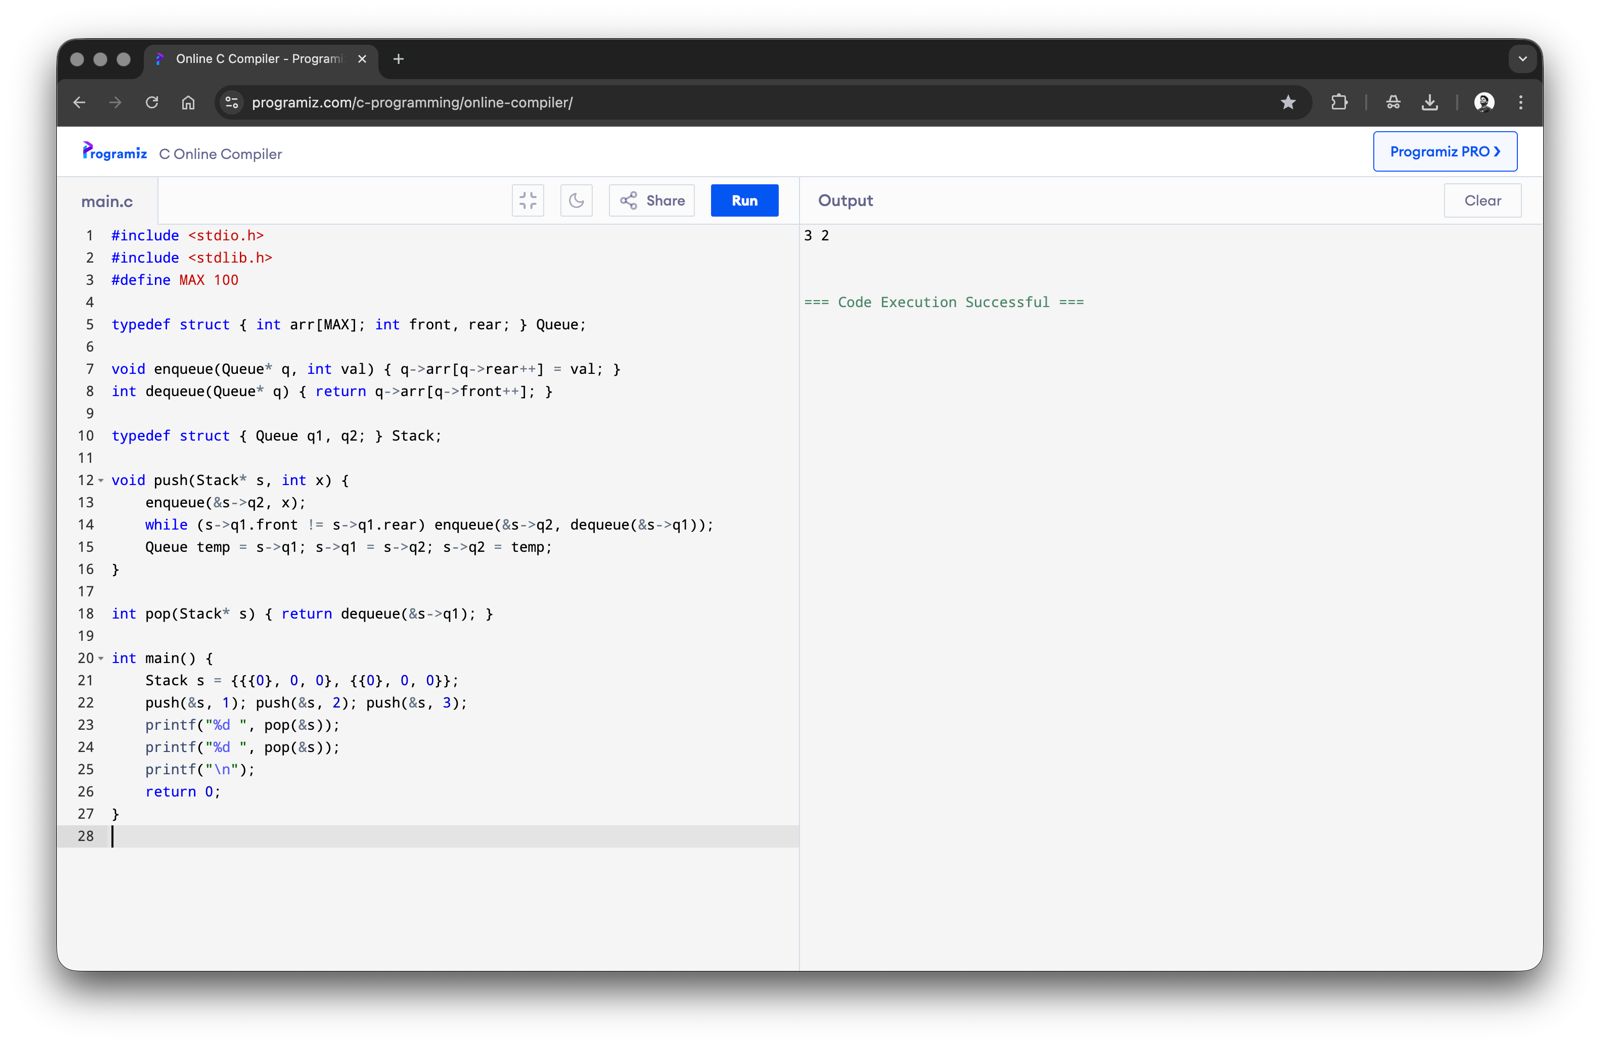 Online C Compiler - Programi
programiz.com/c-programming/online-compiler/
Programiz C Online Compiler
Programiz PRO
main.c
Share
Run
Output
Clear
1 #include <stdio.h>
2 #include <stdlib.h>
3 #define MAX 100
4
5 typedef struct { int arr[MAX]; int front, rear; } Queue;
6
7 void enqueue(Queue* q, int val) { q->arr[q->rear++] = val; }
8 int dequeue(Queue* q) { return q->arr[q->front++]; }
9
10 typedef struct { Queue q1, q2; } Stack;
11
12 void push(Stack* s, int x) {
13     enqueue(&s->q2, x);
14     while (s->q1.front != s->q1.rear) enqueue(&s->q2, dequeue(&s->q1));
15     Queue temp = s->q1; s->q1 = s->q2; s->q2 = temp;
16 }
17
18 int pop(Stack* s) { return dequeue(&s->q1); }
19
20 int main() {
21     Stack s = {{{0}, 0, 0}, {{0}, 0, 0}};
22     push(&s, 1); push(&s, 2); push(&s, 3);
23     printf("%d ", pop(&s));
24     printf("%d ", pop(&s));
25     printf("\n");
26     return 0;
27 }
28
3 2
=== Code Execution Successful ===